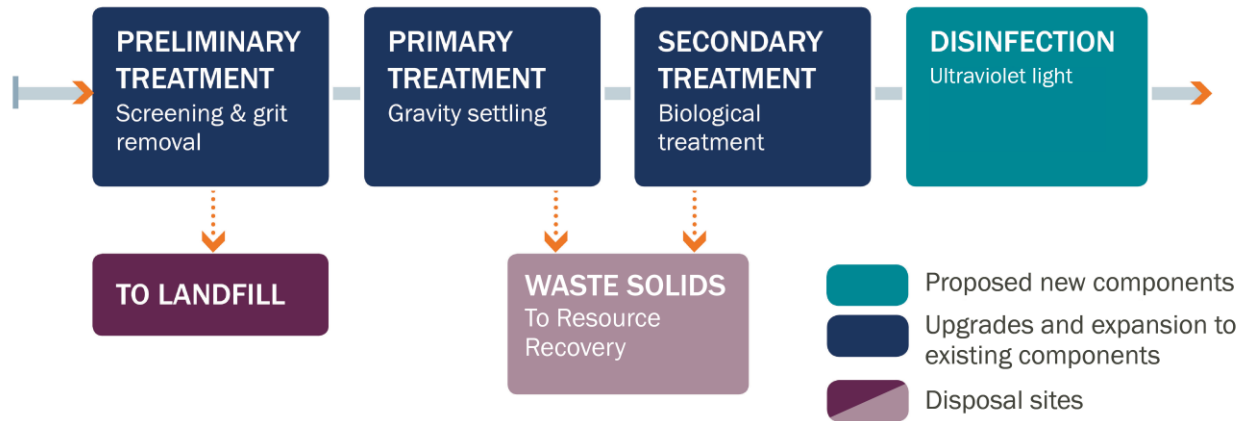 PRELIMINARY
TREATMENT
Screening & grit
removal
PRIMARY
TREATMENT
Gravity settling
SECONDARY
TREATMENT
Biological
treatment
DISINFECTION
Ultraviolet light
TO LANDFILL
WASTE SOLIDS
To Resource
Recovery
Proposed new components
Upgrades and expansion to
existing components
Disposal sites